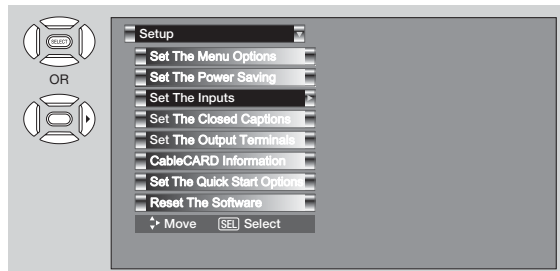 SELECT
OR
Setup
Set The Menu Options
Set The Power Saving
Set The Inputs
Set The Closed Captions
Set The Output Terminals
CableCARD Information
Set The Quick Start Options
Reset The Software
Move SEL Select